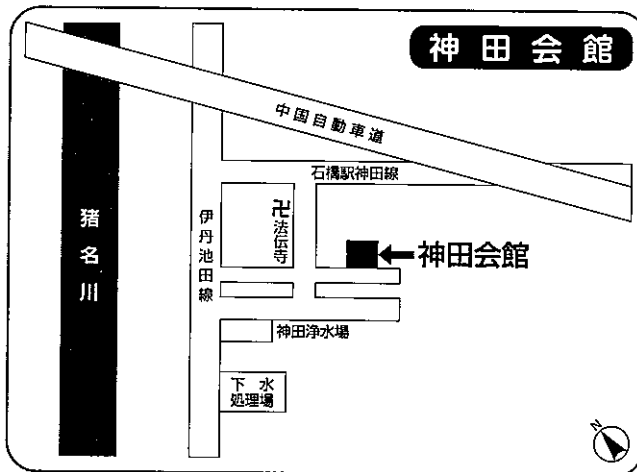 神田会館
中国自動車道
石橋駅神田線
猪名川
伊丹池田線
卍法伝寺
神田会館
神田浄水場
下水
処理場
N